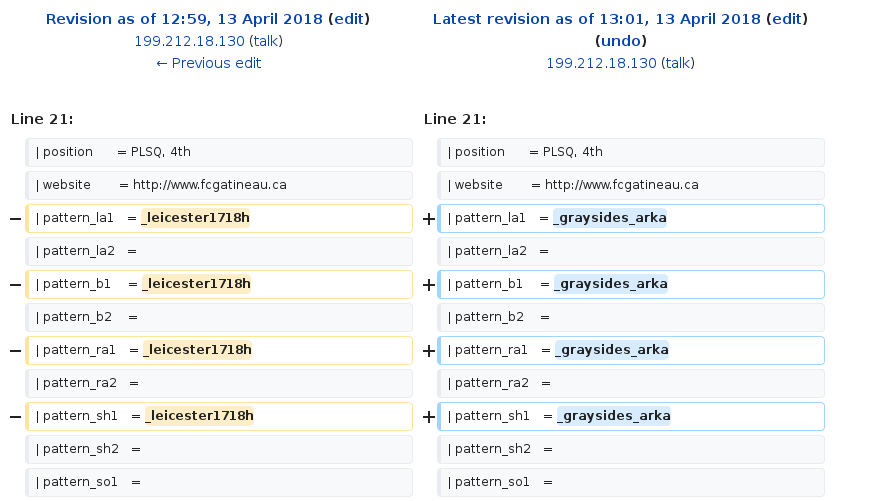 Revision as of 12:59, 13 April 2018 (edit)
199.212.18.130 (talk)
← Previous edit
Latest revision as of 13:01, 13 April 2018 (edit)
(undo)
199.212.18.130 (talk)
Line 21:
Line 21:
| position = PLSQ, 4th
| position = PLSQ, 4th
| website = http://www.fcgatineau.ca
| website = http://www.fcgatineau.ca
− | pattern_la1 = _leicester1718h
+ | pattern_la1 = _graysides_arka
| pattern_la2 =
| pattern_la2 =
− | pattern_b1 = _leicester1718h
+ | pattern_b1 = _graysides_arka
| pattern_b2 =
| pattern_b2 =
− | pattern_ra1 = _leicester1718h
+ | pattern_ra1 = _graysides_arka
| pattern_ra2 =
| pattern_ra2 =
− | pattern_sh1 = _leicester1718h
+ | pattern_sh1 = _graysides_arka
| pattern_sh2 =
| pattern_sh2 =
| pattern_so1 =
| pattern_so1 =